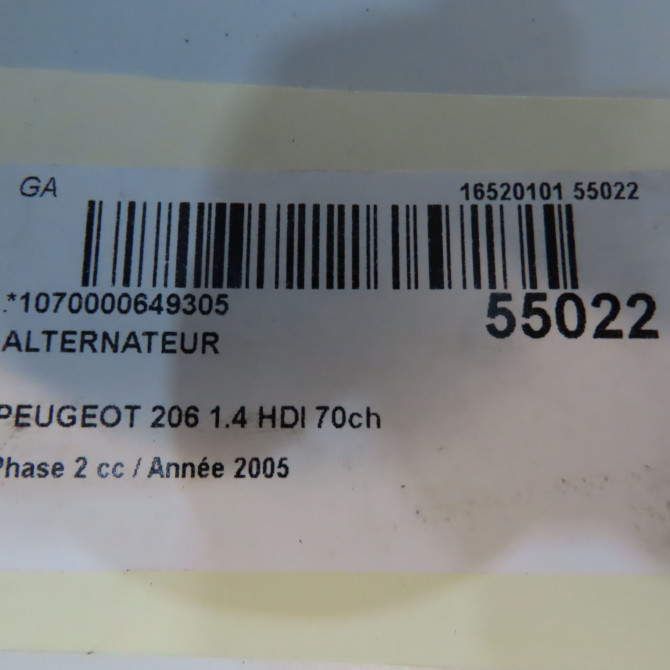 GA
16520101 55022
.*1070000649305
55022
ALTERNATEUR
PEUGEOT 206 1.4 HDI 70ch
Phase 2 cc / Année 2005